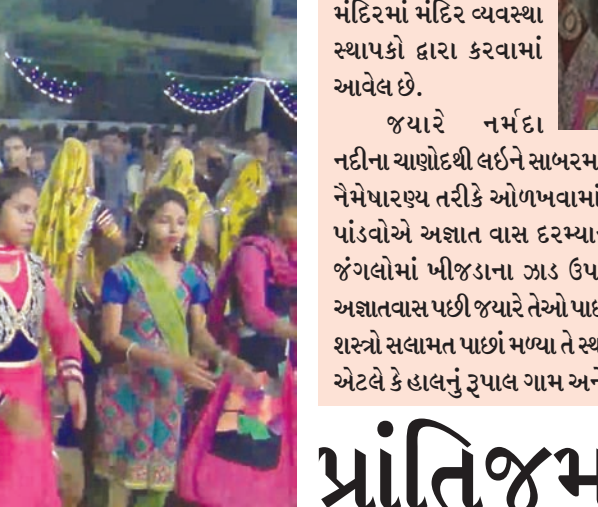 મંદિરમાં મંદિર વ્યવસ્થા
સ્થાપકો દ્વારા કરવામાં
આવેલ છે.
જયારે નર્મદા
નદીના ચાણોદથી લઇને સાબરમ
નૈમેષારણ્ય તરીકે ઓળખવામાં
પાંડવોએ અજ્ઞાત વાસ દરમ્યા
જંગલોમાં ખીજડાના ઝાડ ઉપ
અજ્ઞાતવાસ પછી જયારે તેઓ પાછ
શસ્ત્રો સલામત પાછાં મળ્યા તે સ્થ
એટલે કે હાલનું રૂપાલ ગામ અને
પ્રાંતિજમ